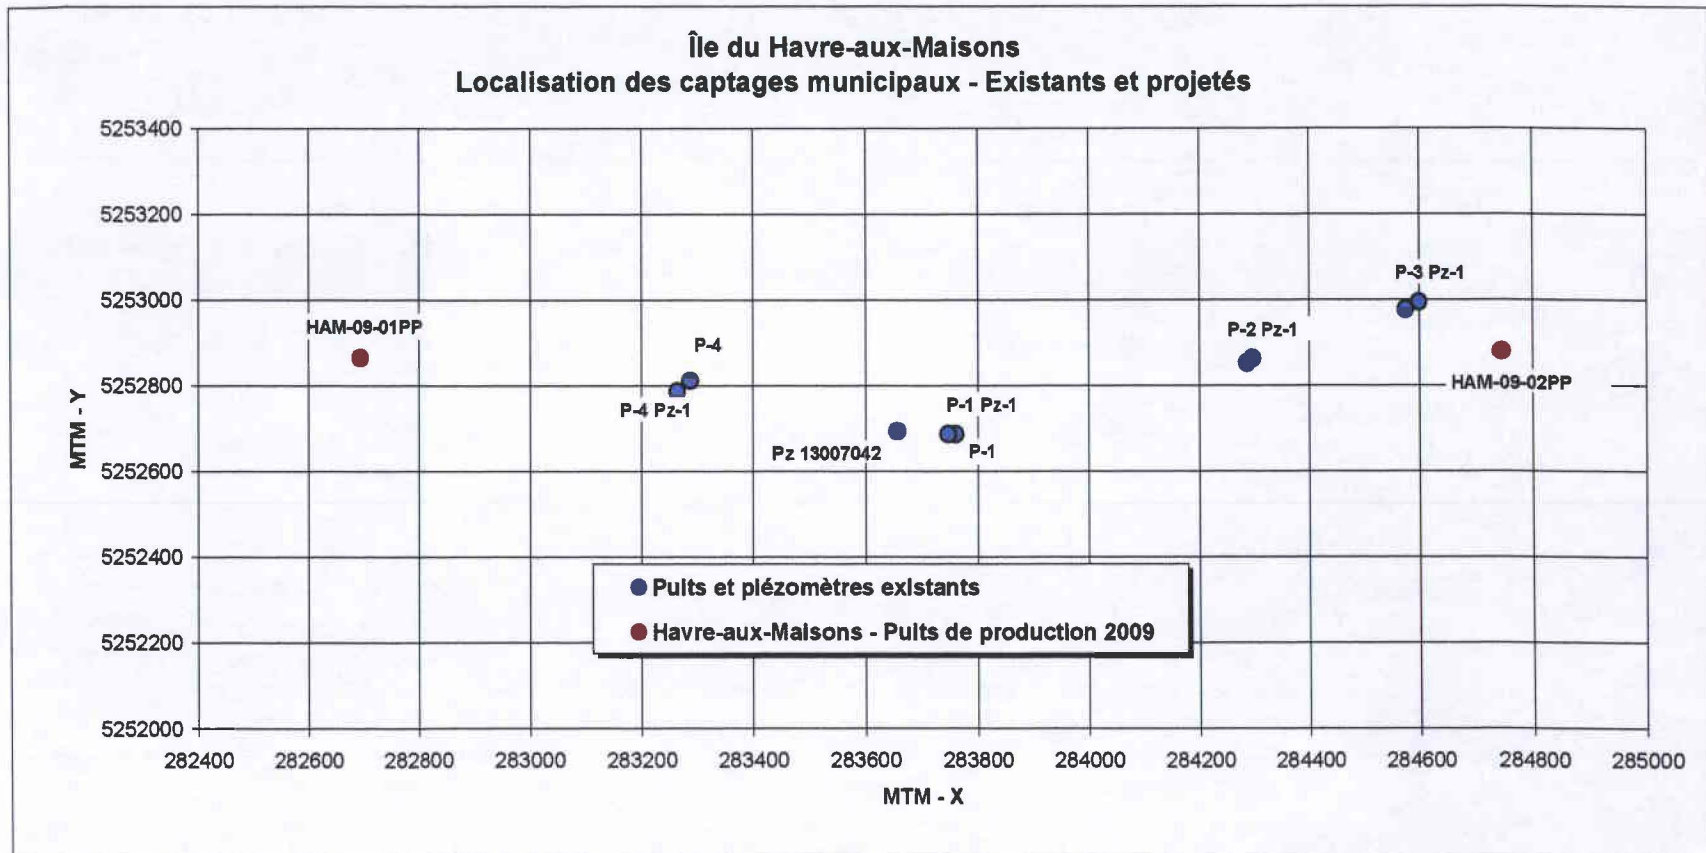 Île du Havre-aux-Maisons
Localisation des captages municipaux - Existants et projetés
5253400
5253200
5253000
5252800
5252600
5252400
5252200
5252000
MTM - Y
HAM-09-01PP
P-4
P-4 Pz-1
Pz 13007042
P-1 Pz-1
P-1
P-2 Pz-1
P-3 Pz-1
HAM-09-02PP
Puits et piézomètres existants
Havre-aux-Maisons - Puits de production 2009
282400 282600 282800 283000 283200 283400 283600 283800 284000 284200 284400 284600 284800 285000
MTM - X